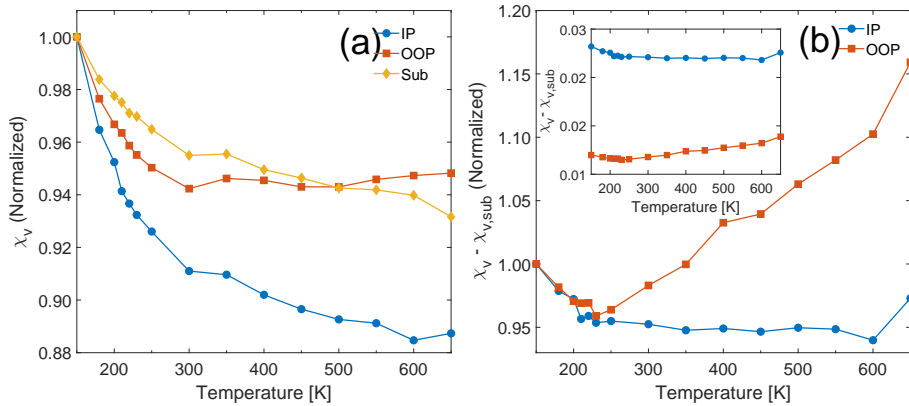 (a)
IP
OOP
Sub
1.00
0.98
0.96
0.94
0.92
0.90
0.88
χv (Normalized)
200 300 400 500 600
Temperature [K]
(b)
IP
OOP
1.20
1.15
1.10
1.05
1.00
0.95
χv - χv,sub (Normalized)
200 300 400 500 600
Temperature [K]
0.03
0.02
0.02
0.01
χv - χv,sub
200 300 400 500 600
Temperature [K]